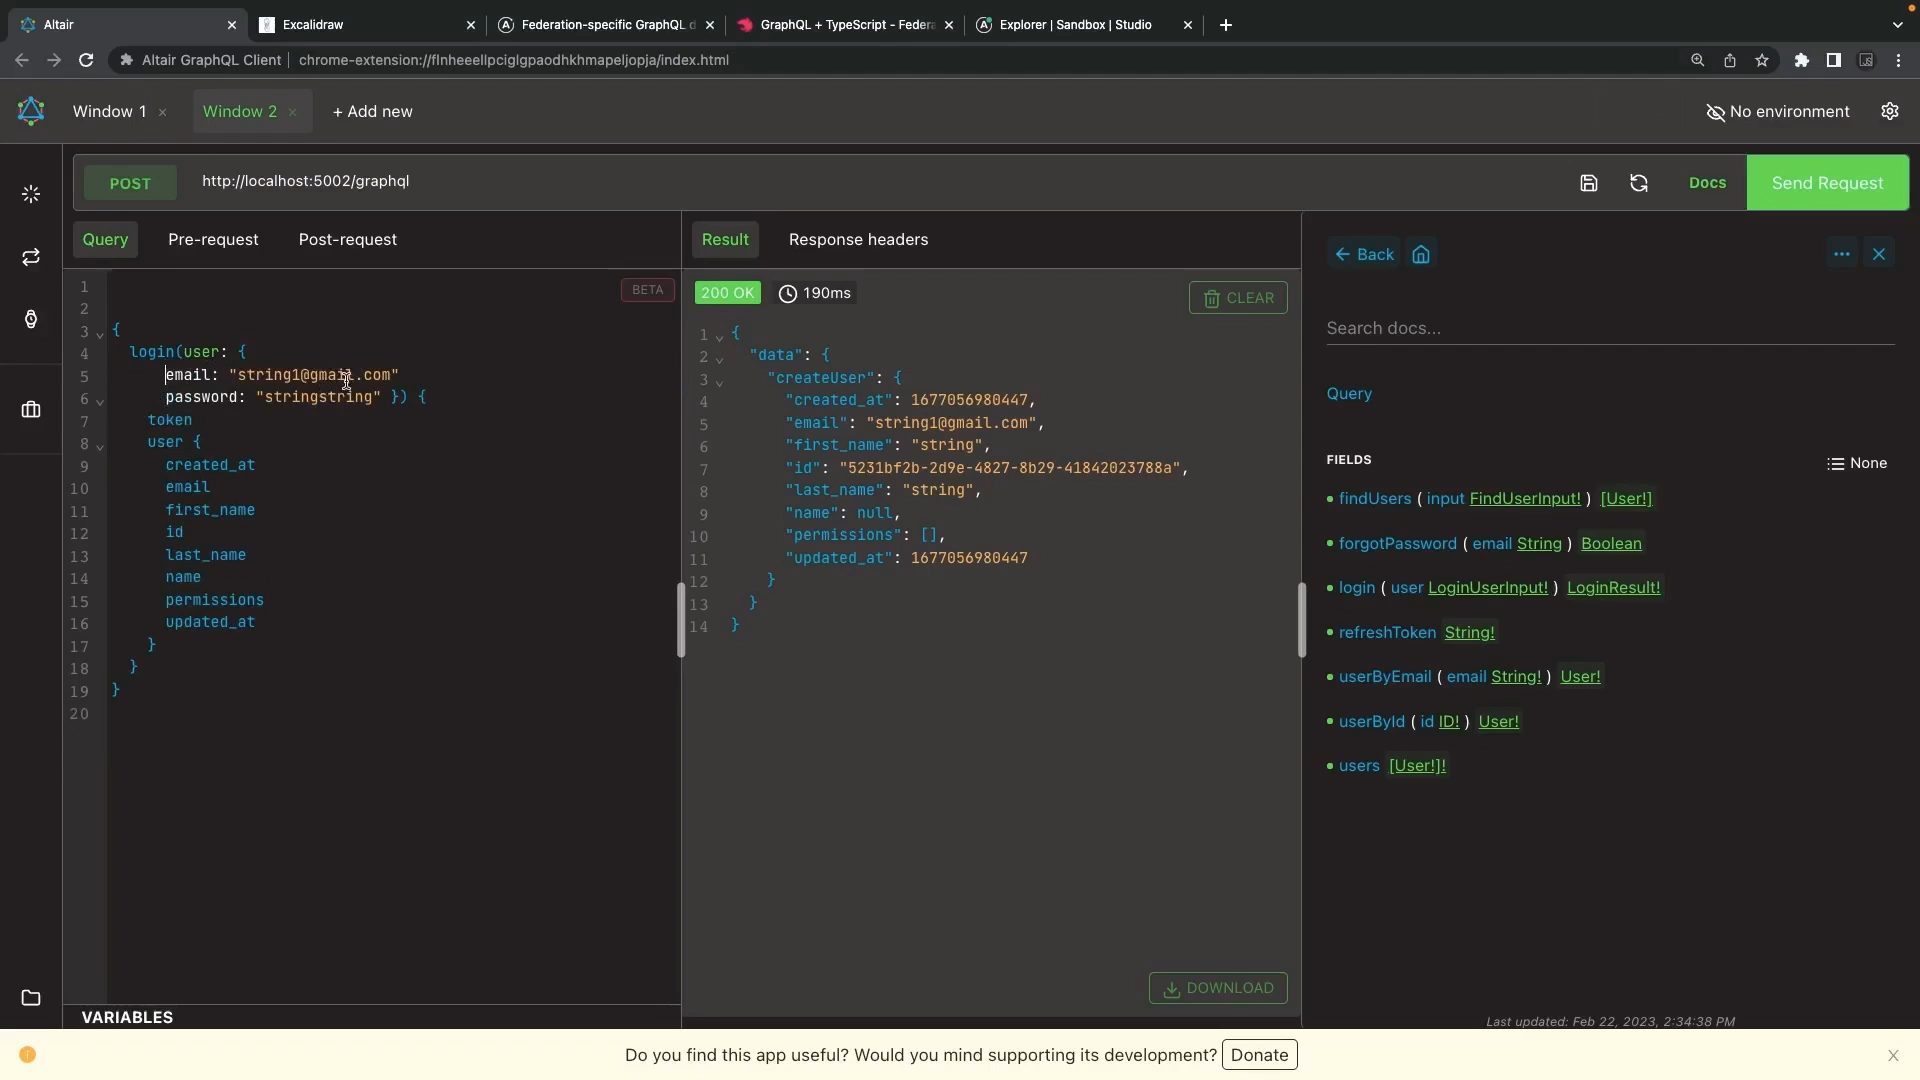 Altair
Excalidraw
Federation-specific GraphQL d
GraphQL + TypeScript - Federa
Explorer | Sandbox | Studio
Altair GraphQL Client
chrome-extension://flnheeellpciglgpaodhkhmapeljopja/index.html
Window 1
Window 2
+ Add new
No environment
POST
http://localhost:5002/graphql
Docs
Send Request
Query
Pre-request
Post-request
BETA
1
2
3 {
4 login(user: {
5 email: "string1@gmail.com"
6 password: "stringstring" }) {
7 token
8 user {
9 created_at
10 email
11 first_name
12 id
13 last_name
14 name
15 permissions
16 updated_at
17 }
18 }
19 }
20
VARIABLES
Result
Response headers
200 OK
190ms
CLEAR
1 {
2 "data": {
3 "createUser": {
4 "created_at": 1677056980447,
5 "email": "string1@gmail.com",
6 "first_name": "string",
7 "id": "5231bf2b-2d9e-4827-8b29-41842023788a",
8 "last_name": "string",
9 "name": null,
10 "permissions": [],
11 "updated_at": 1677056980447
12 }
13 }
14 }
DOWNLOAD
Back
Search docs...
Query
FIELDS
None
findUsers ( input FindUserInput! ) [User!]
forgotPassword ( email String ) Boolean
login ( user LoginUserInput! ) LoginResult!
refreshToken String!
userByEmail ( email String! ) User!
userById ( id ID! ) User!
users [User!]!
Last updated: Feb 22, 2023, 2:34:38 PM
Do you find this app useful? Would you mind supporting its development? Donate